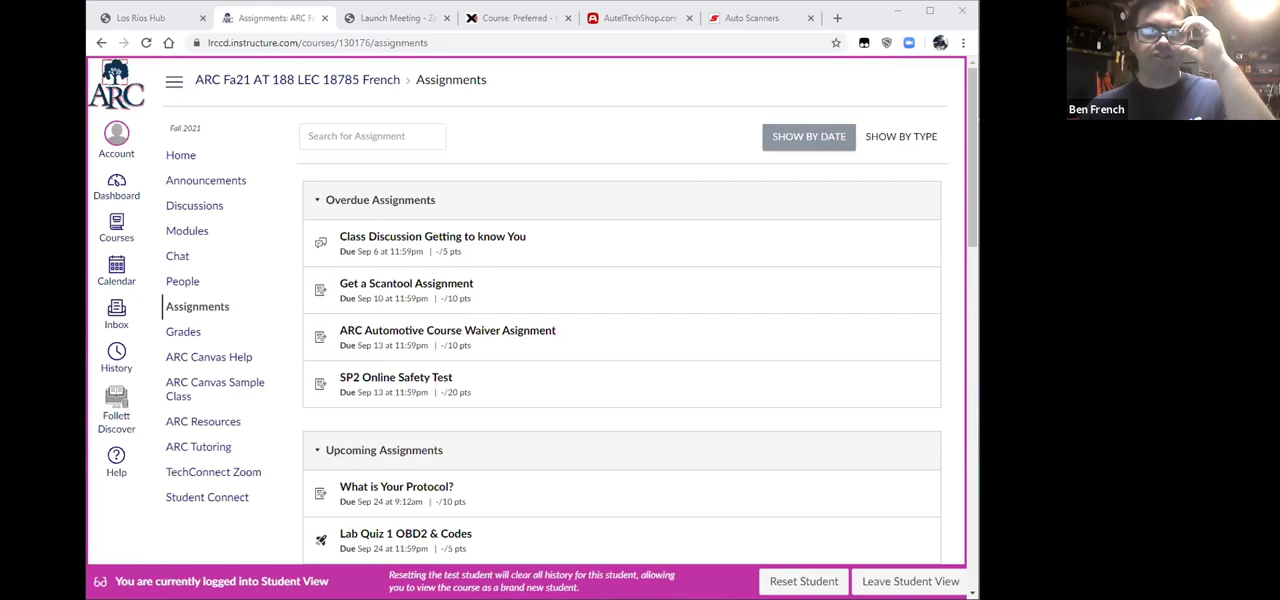 Los Rios Hub
Assignments: ARC F
Launch Meeting - Z
Course: Preferred -
AutelTechShop.com
Auto Scanners
lrccd.instructure.com/courses/130176/assignments
ARC
ARC Fa21 AT 188 LEC 18785 French > Assignments
Ben French
Fall 2021
Search for Assignment
SHOW BY DATE
SHOW BY TYPE
Account
Dashboard
Courses
Calendar
Inbox
History
Follett
Discover
Help
Home
Announcements
Discussions
Modules
Chat
People
Assignments
Grades
ARC Canvas Help
ARC Canvas Sample
Class
ARC Resources
ARC Tutoring
TechConnect Zoom
Student Connect
Overdue Assignments
Class Discussion Getting to know You
Due Sep 6 at 11:59pm | -/5 pts
Get a Scantool Assignment
Due Sep 10 at 11:59pm | -/10 pts
ARC Automotive Course Waiver Asignment
Due Sep 13 at 11:59pm | -/10 pts
SP2 Online Safety Test
Due Sep 13 at 11:59pm | -/20 pts
Upcoming Assignments
What is Your Protocol?
Due Sep 24 at 9:12am | -/10 pts
Lab Quiz 1 OBD2 & Codes
Due Sep 24 at 11:59pm | -/5 pts
You are currently logged into Student View
Resetting the test student will clear all history for this student, allowing
you to view the course as a brand new student.
Reset Student
Leave Student View